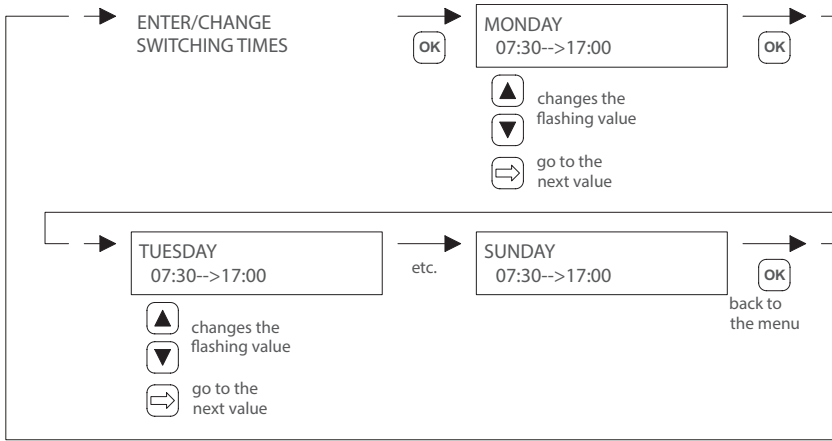 ENTER/CHANGE
SWITCHING TIMES
OK
MONDAY
07:30-->17:00
OK
changes the
flashing value
go to the
next value
TUESDAY
07:30-->17:00
etc.
SUNDAY
07:30-->17:00
OK
back to
the menu
changes the
flashing value
go to the
next value